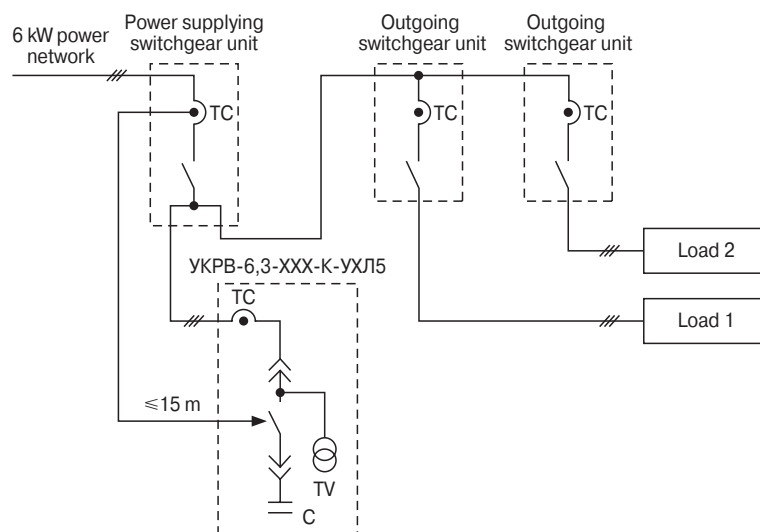 6 kW power
network
Power supplying
switchgear unit
Outgoing
switchgear unit
Outgoing
switchgear unit
TC
TC
TC
Load 2
УКРВ-6,3-ХХХ-К-УХЛ5
TC
Load 1
≤15 m
TV
C